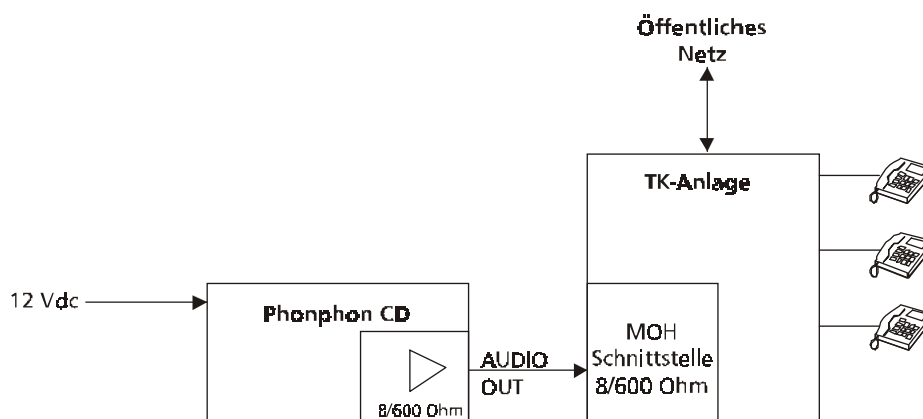 Öffentliches
Netz
TK-Anlage
12 Vdc
Phonphon CD
8/600 Ohm
AUDIO
OUT
MOH
Schnittstelle
8/600 Ohm